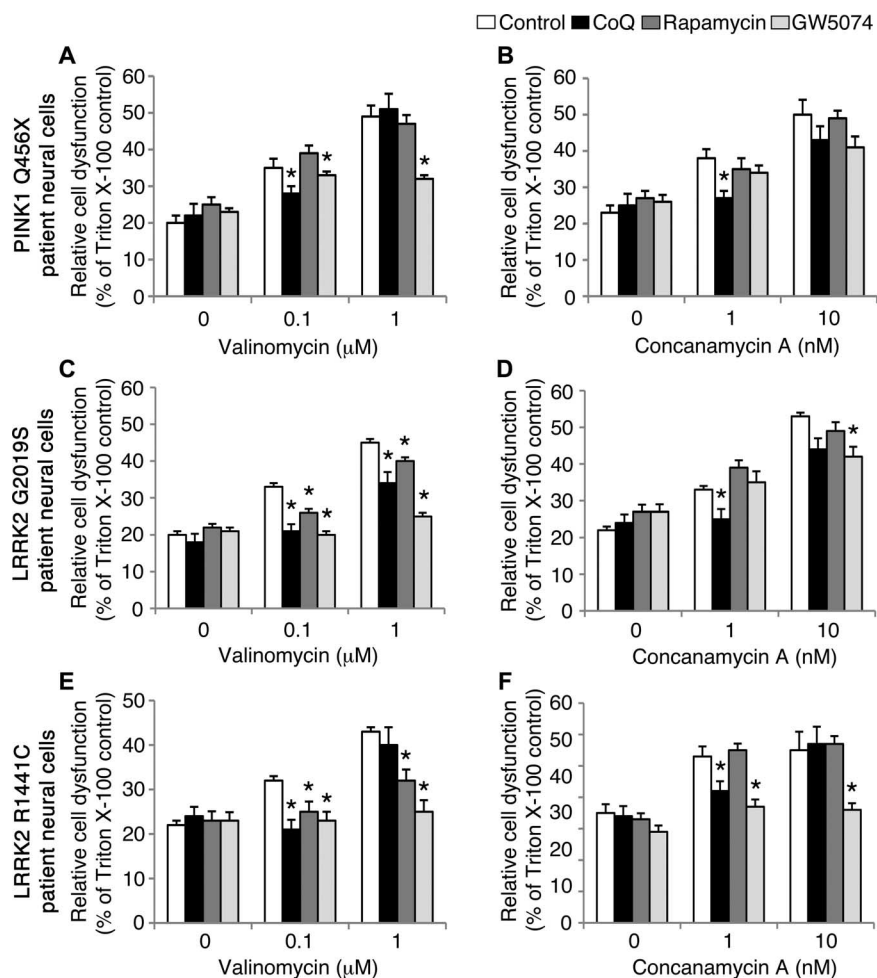 Control CoQ Rapamycin GW5074
A
B
PINK1 Q456X
patient neural cells
Relative cell dysfunction
(% of Triton X-100 control)
60
50
40
30
20
10
0
* * *
0 0.1 1
Valinomycin (μM)
Relative cell dysfunction
(% of Triton X-100 control)
60
50
40
30
20
10
0
*
0 1 10
Concanamycin A (nM)
C
D
LRRK2 G2019S
patient neural cells
Relative cell dysfunction
(% of Triton X-100 control)
60
50
40
30
20
10
0
* * * * * *
0 0.1 1
Valinomycin (μM)
Relative cell dysfunction
(% of Triton X-100 control)
60
50
40
30
20
10
0
* *
0 1 10
Concanamycin A (nM)
E
F
LRRK2 R1441C
patient neural cells
Relative cell dysfunction
(% of Triton X-100 control)
50
40
30
20
10
0
* * * * *
0 0.1 1
Valinomycin (μM)
Relative cell dysfunction
(% of Triton X-100 control)
60
50
40
30
20
10
0
* * *
0 1 10
Concanamycin A (nM)